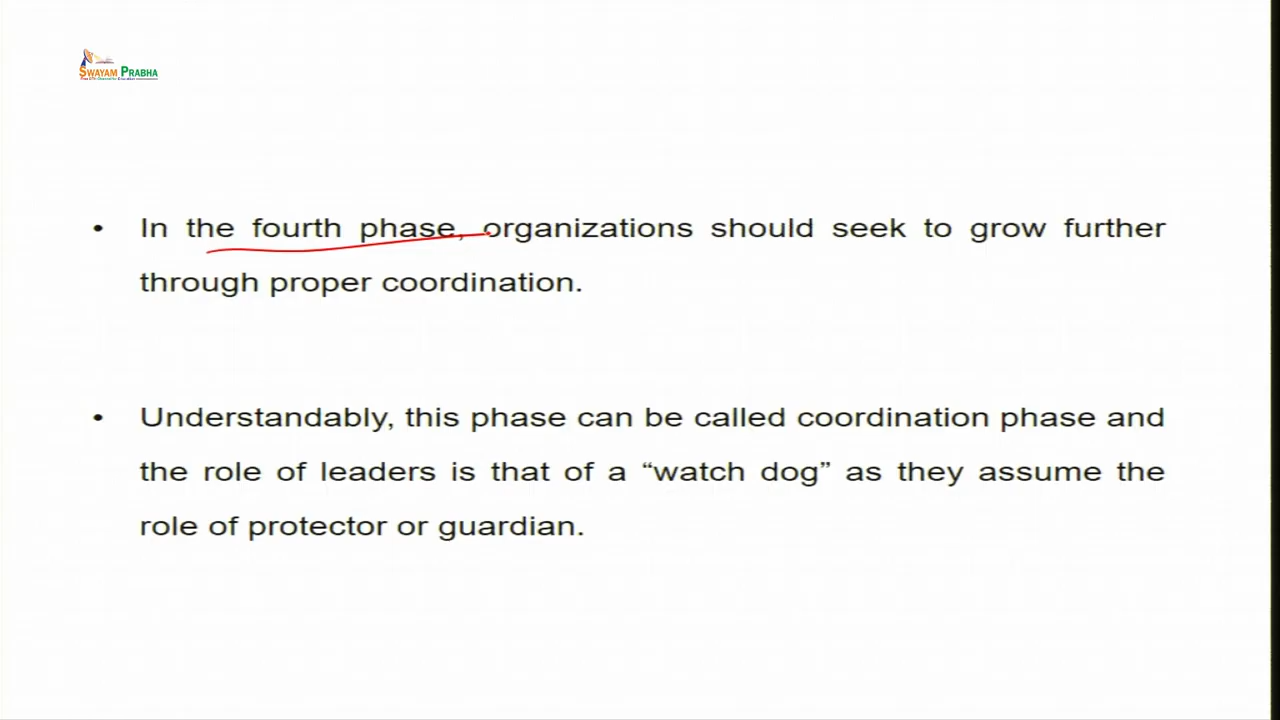 SWAYAM PRABHA
• In the fourth phase, organizations should seek to grow further
through proper coordination.
• Understandably, this phase can be called coordination phase and
the role of leaders is that of a “watch dog” as they assume the
role of protector or guardian.